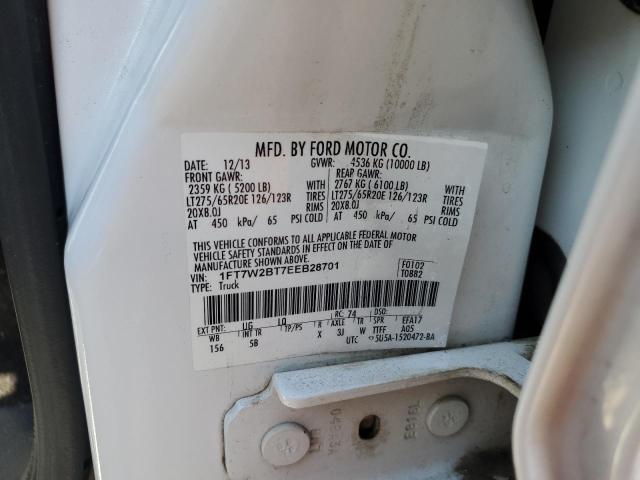 MFD. BY FORD MOTOR CO.
DATE: 12/13 GVWR: 4536 KG (10000 LB)
FRONT GAWR: REAR GAWR:
2359 KG ( 5200 LB) WITH 2767 KG ( 6100 LB) WITH
LT275/65R20E 126/123R TIRES LT275/65R20E 126/123R TIRES
20X8.0J RIMS 20X8.0J RIMS
AT 450 kPa/ 65 PSI COLD AT 450 kPa/ 65 PSI COLD
THIS VEHICLE CONFORMS TO ALL APPLICABLE FEDERAL MOTOR
VEHICLE SAFETY STANDARDS IN EFFECT ON THE DATE OF
MANUFACTURE SHOWN ABOVE.
VIN: 1FT7W2BT7EEB28701 F0102
TYPE: Truck T0882
EXT PNT: UG UG RC: 74 DSO:
WB INT TR TP/PS R AXLE TR SPR EFA17
156 SB X 3J W TTFF A05
UTC 5U5A-1520472-BA